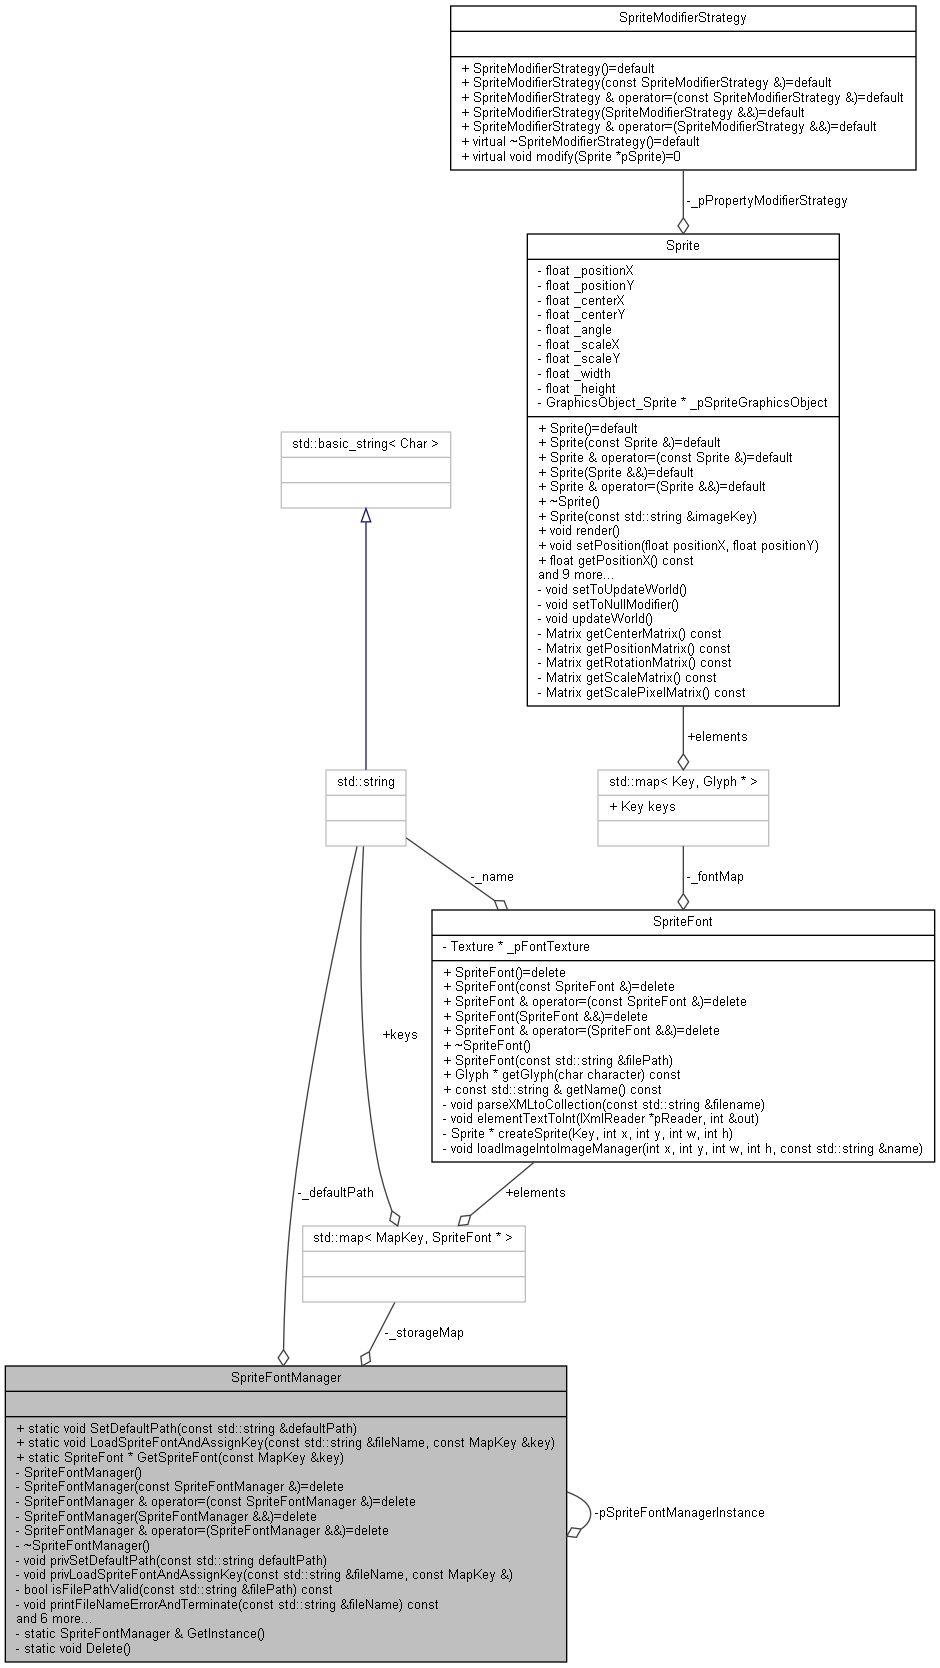 SpriteModifierStrategy
+ SpriteModifierStrategy()=default
+ SpriteModifierStrategy(const SpriteModifierStrategy &)=default
+ SpriteModifierStrategy & operator=(const SpriteModifierStrategy &)=default
+ SpriteModifierStrategy(SpriteModifierStrategy &&)=default
+ SpriteModifierStrategy & operator=(SpriteModifierStrategy &&)=default
+ virtual ~SpriteModifierStrategy()=default
+ virtual void modify(Sprite *pSprite)=0
-_pPropertyModifierStrategy
Sprite
- float _positionX
- float _positionY
- float _centerX
- float _centerY
- float _angle
- float _scaleX
- float _scaleY
- float _width
- float _height
- GraphicsObject_Sprite * _pSpriteGraphicsObject
+ Sprite()=default
+ Sprite(const Sprite &)=default
+ Sprite & operator=(const Sprite &)=default
+ Sprite(Sprite &&)=default
+ Sprite & operator=(Sprite &&)=default
+ ~Sprite()
+ Sprite(const std::string &imageKey)
+ void render()
+ void setPosition(float positionX, float positionY)
+ float getPositionX() const
and 9 more...
- void setToUpdateWorld()
- void setToNullModifier()
- void updateWorld()
- Matrix getCenterMatrix() const
- Matrix getPositionMatrix() const
- Matrix getRotationMatrix() const
- Matrix getScaleMatrix() const
- Matrix getScalePixelMatrix() const
std::basic_string< Char >
+elements
std::string
std::map< Key, Glyph * >
+ Key keys
-_name
-_fontMap
SpriteFont
- Texture * _pFontTexture
+ SpriteFont()=delete
+ SpriteFont(const SpriteFont &)=delete
+ SpriteFont & operator=(const SpriteFont &)=delete
+ SpriteFont(SpriteFont &&)=delete
+ SpriteFont & operator=(SpriteFont &&)=delete
+ ~SpriteFont()
+ SpriteFont(const std::string &filePath)
+ Glyph * getGlyph(char character) const
+ const std::string & getName() const
- void parseXMLtoCollection(const std::string &filename)
- void elementTextToInt(IXmlReader *pReader, int &out)
- Sprite * createSprite(Key, int x, int y, int w, int h)
- void loadImageIntoImageManager(int x, int y, int w, int h, const std::string &name)
+keys
-_defaultPath
+elements
std::map< MapKey, SpriteFont * >
-_storageMap
SpriteFontManager
+ static void SetDefaultPath(const std::string &defaultPath)
+ static void LoadSpriteFontAndAssignKey(const std::string &fileName, const MapKey &key)
+ static SpriteFont * GetSpriteFont(const MapKey &key)
- SpriteFontManager()
- SpriteFontManager(const SpriteFontManager &)=delete
- SpriteFontManager & operator=(const SpriteFontManager &)=delete
- SpriteFontManager(SpriteFontManager &&)=delete
- SpriteFontManager & operator=(SpriteFontManager &&)=delete
- ~SpriteFontManager()
- void privSetDefaultPath(const std::string defaultPath)
- void privLoadSpriteFontAndAssignKey(const std::string &fileName, const MapKey &)
- bool isFilePathValid(const std::string &filePath) const
- void printFileNameErrorAndTerminate(const std::string &fileName) const
and 6 more...
- static SpriteFontManager & GetInstance()
- static void Delete()
-pSpriteFontManagerInstance